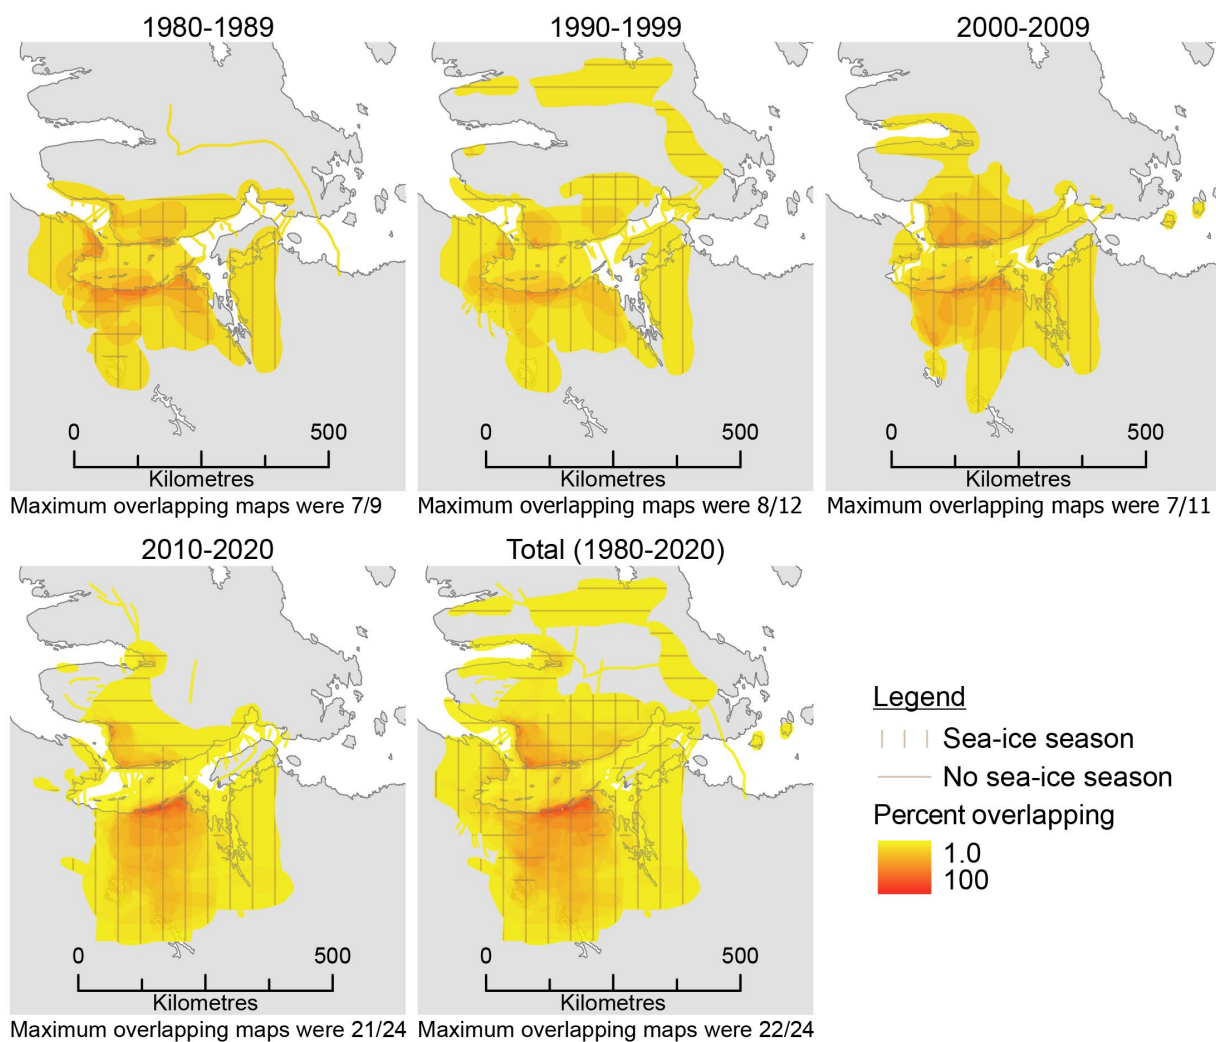 1980-1989
1990-1999
2000-2009
0 500
Kilometres
Maximum overlapping maps were 7/9
0 500
Kilometres
Maximum overlapping maps were 8/12
0 500
Kilometres
Maximum overlapping maps were 7/11
2010-2020
Total (1980-2020)
0 500
Kilometres
Maximum overlapping maps were 21/24
0 500
Kilometres
Maximum overlapping maps were 22/24
Legend
Sea-ice season
No sea-ice season
Percent overlapping
1.0
100